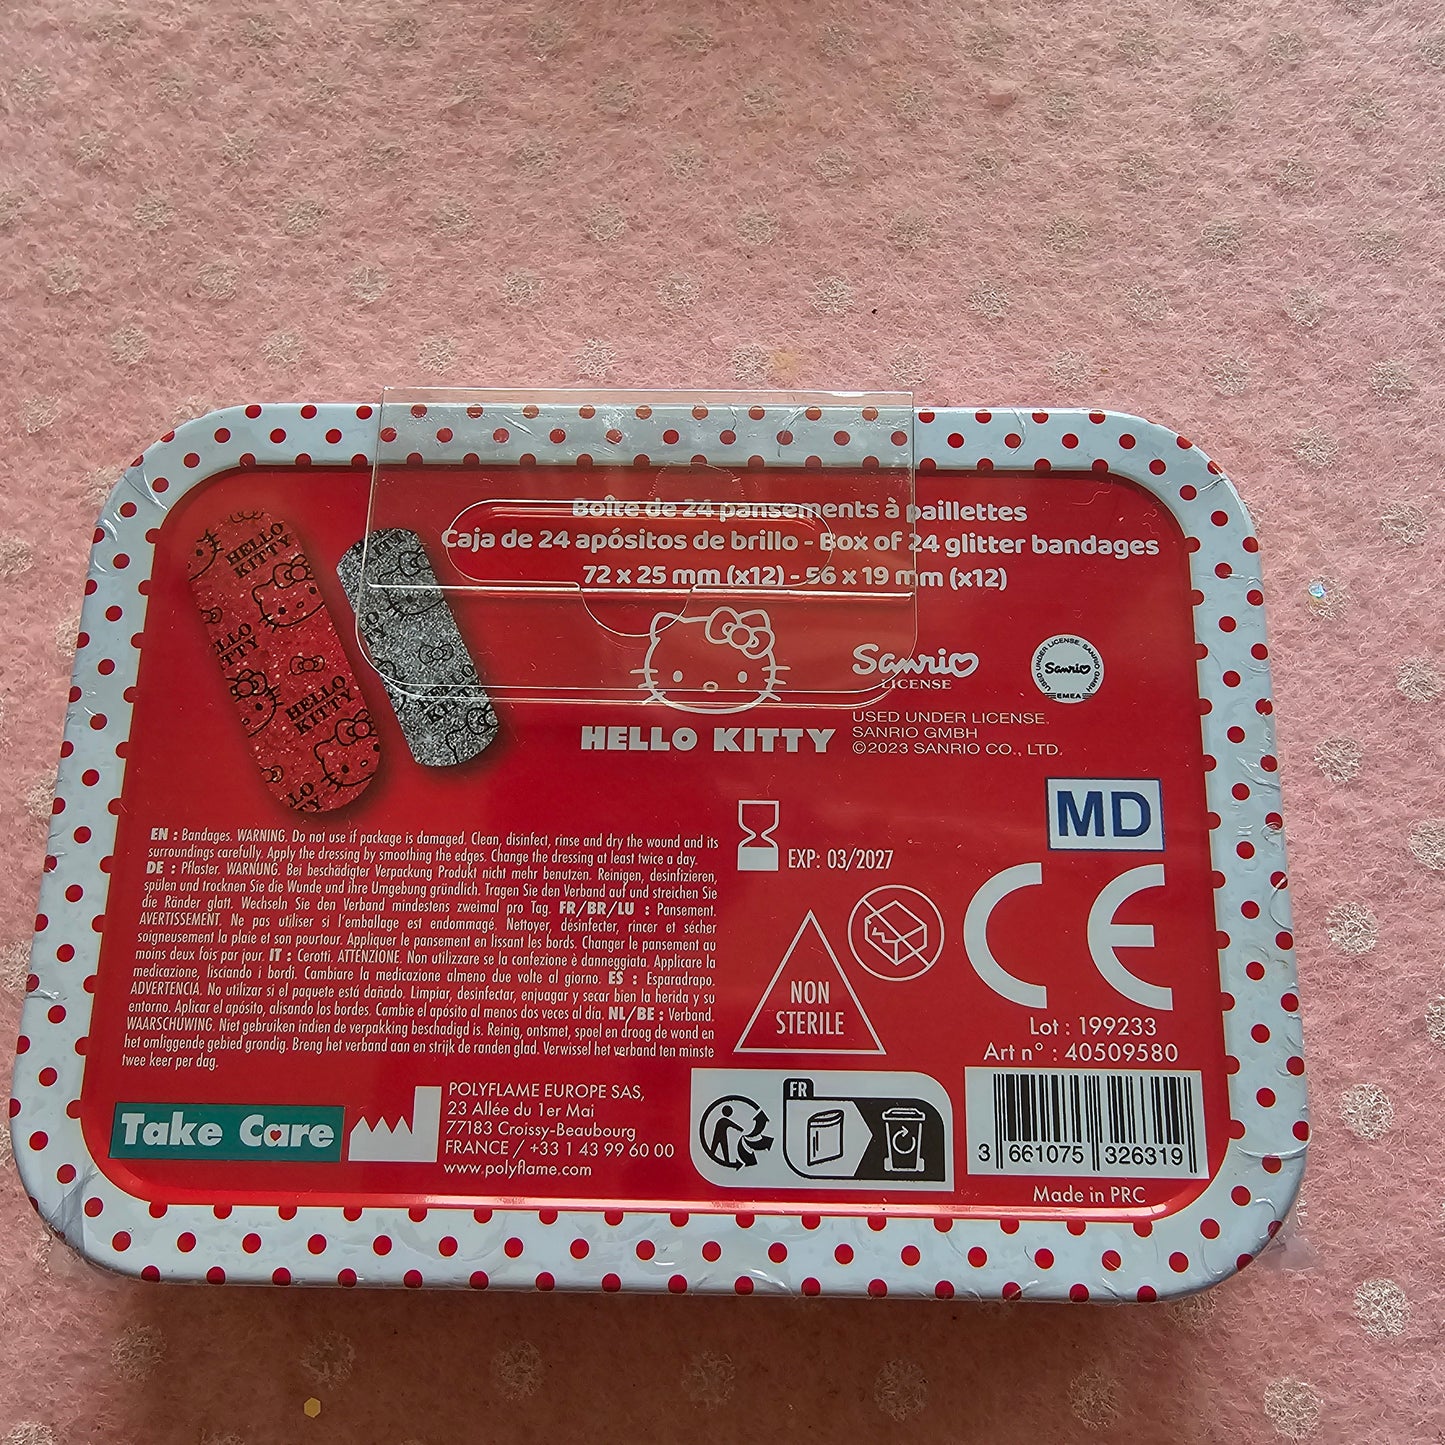 Boîte de 24 pansements à paillettes
Caja de 24 apósitos de brillo - Box of 24 glitter bandages
72 x 25 mm (x12) - 56 x 19 mm (x12)
HELLO
KITTY
HELLO
KITTY
HELLO KITTY
Sanrio
LICENSE
USED UNDER LICENSE. SANRIO GMBH
Sanrio
EMEA
USED UNDER LICENSE.
SANRIO GMBH
©2023 SANRIO CO., LTD.
MD
EXP: 03/2027
EN : Bandages. WARNING. Do not use if package is damaged. Clean, disinfect, rinse and dry the wound and its
surroundings carefully. Apply the dressing by smoothing the edges. Change the dressing at least twice a day.
DE : Pflaster. WARNUNG. Bei beschädigter Verpackung Produkt nicht mehr benutzen. Reinigen, desinfizieren,
spülen und trocknen Sie die Wunde und ihre Umgebung gründlich. Tragen Sie den Verband auf und streichen Sie
die Ränder glatt. Wechseln Sie den Verband mindestens zweimal pro Tag. FR/BR/LU : Pansement.
AVERTISSEMENT. Ne pas utiliser si l'emballage est endommagé. Nettoyer, désinfecter, rincer et sécher
soigneusement la plaie et son pourtour. Appliquer le pansement en lissant les bords. Changer le pansement au
moins deux fois par jour. IT : Cerotti. ATTENZIONE. Non utilizzare se la confezione è danneggiata. Applicare la
medicazione, lisciando i bordi. Cambiare la medicazione almeno due volte al giorno. ES : Esparadrapo.
ADVERTENCIA. No utilizar si el paquete está dañado. Limpiar, desinfectar, enjuagar y secar bien la herida y su
entorno. Aplicar el apósito, alisando los bordes. Cambie el apósito al menos dos veces al día. NL/BE : Verband.
WAARSCHUWING. Niet gebruiken indien de verpakking beschadigd is. Reinig, ontsmet, spoel en droog de wond en
het omliggende gebied grondig. Breng het verband aan en strijk de randen glad. Verwissel het verband ten minste
twee keer per dag.
NON
STERILE
CE
Lot : 199233
Art n° : 40509580
Take Care
POLYFLAME EUROPE SAS,
23 Allée du 1er Mai
77183 Croissy-Beaubourg
FRANCE / +33 1 43 99 60 00
www.polyflame.com
FR
3 661075 326319
Made in PRC